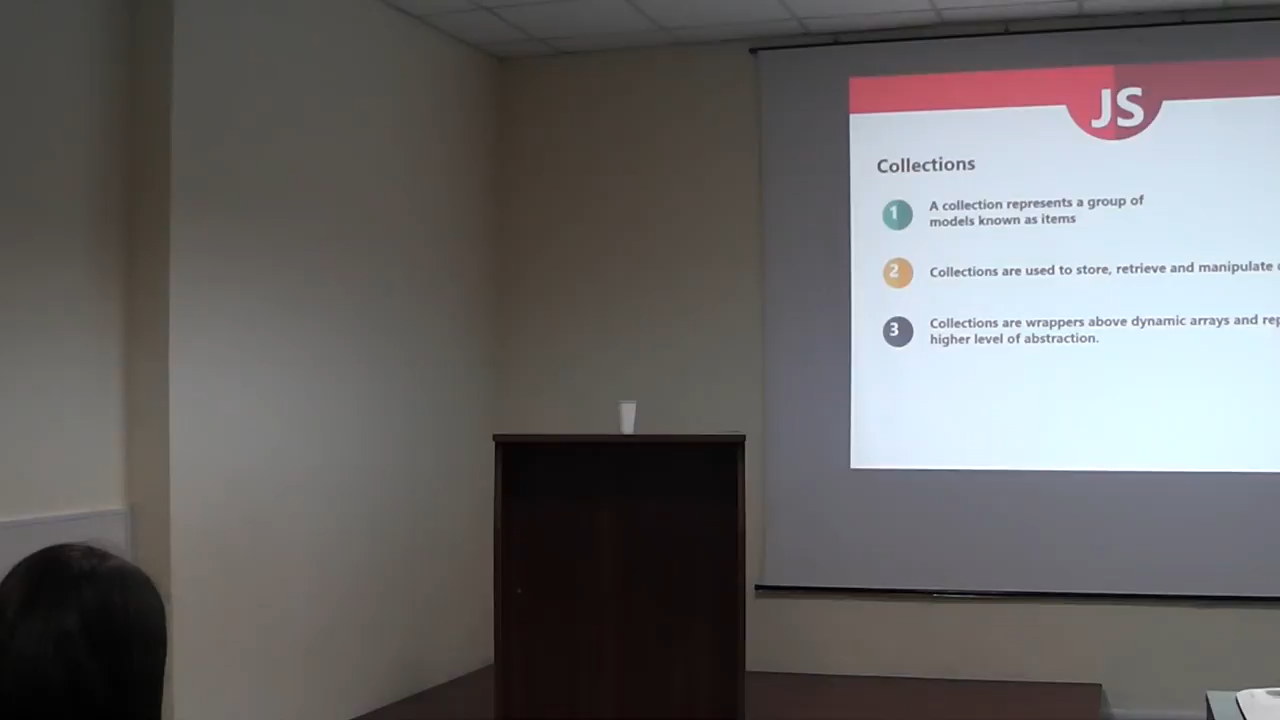 JS
Collections
1
A collection represents a group of
models known as items
2
Collections are used to store, retrieve and manipulate
3
Collections are wrappers above dynamic arrays and
higher level of abstraction.